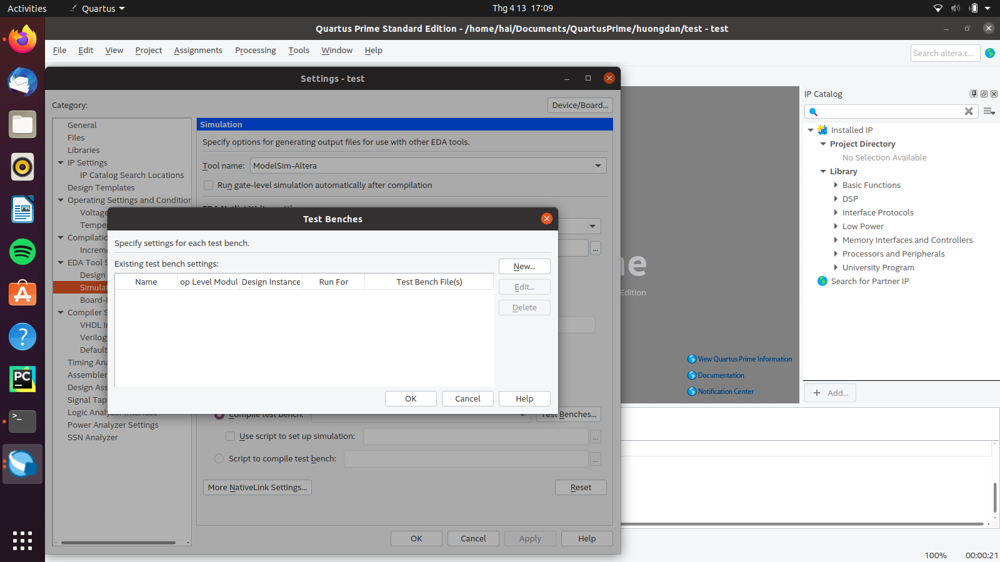 Activities
Quartus
Thg 4 13 17:09
Quartus Prime Standard Edition - /home/hai/Documents/QuartusPrime/huongdan/test - test
File Edit View Project Assignments Processing Tools Window Help
Search altera.c...
Settings - test
Category:
Device/Board...
General
Files
Libraries
IP Settings
IP Catalog Search Locations
Design Templates
Operating Settings and Condition
Voltage
Temper
Compilatio
Increme
EDA Tool S
Design
Simulat
Board-
Compiler S
VHDL I
Verilog
Default
Timing Ana
Assembler
Design Ass
Signal Tap
Logic Analyzer Interface
Power Analyzer Settings
SSN Analyzer
Simulation
Specify options for generating output files for use with other EDA tools.
Tool name: ModelSim-Altera
Run gate-level simulation automatically after compilation
Test Benches
Specify settings for each test bench.
Existing test bench settings:
Name op Level Modul Design Instance Run For Test Bench File(s)
New...
Edit...
Delete
OK Cancel Help
Compile test bench:
Test Benches...
Use script to set up simulation:
...
Script to compile test bench:
...
More NativeLink Settings...
Reset
OK Cancel Apply Help
...
ne
Edition
View Quartus Prime Information
Documentation
Notification Center
IP Catalog
Installed IP
Project Directory
No Selection Available
Library
Basic Functions
DSP
Interface Protocols
Low Power
Memory Interfaces and Controllers
Processors and Peripherals
University Program
Search for Partner IP
+ Add...
100% 00:00:21
PC